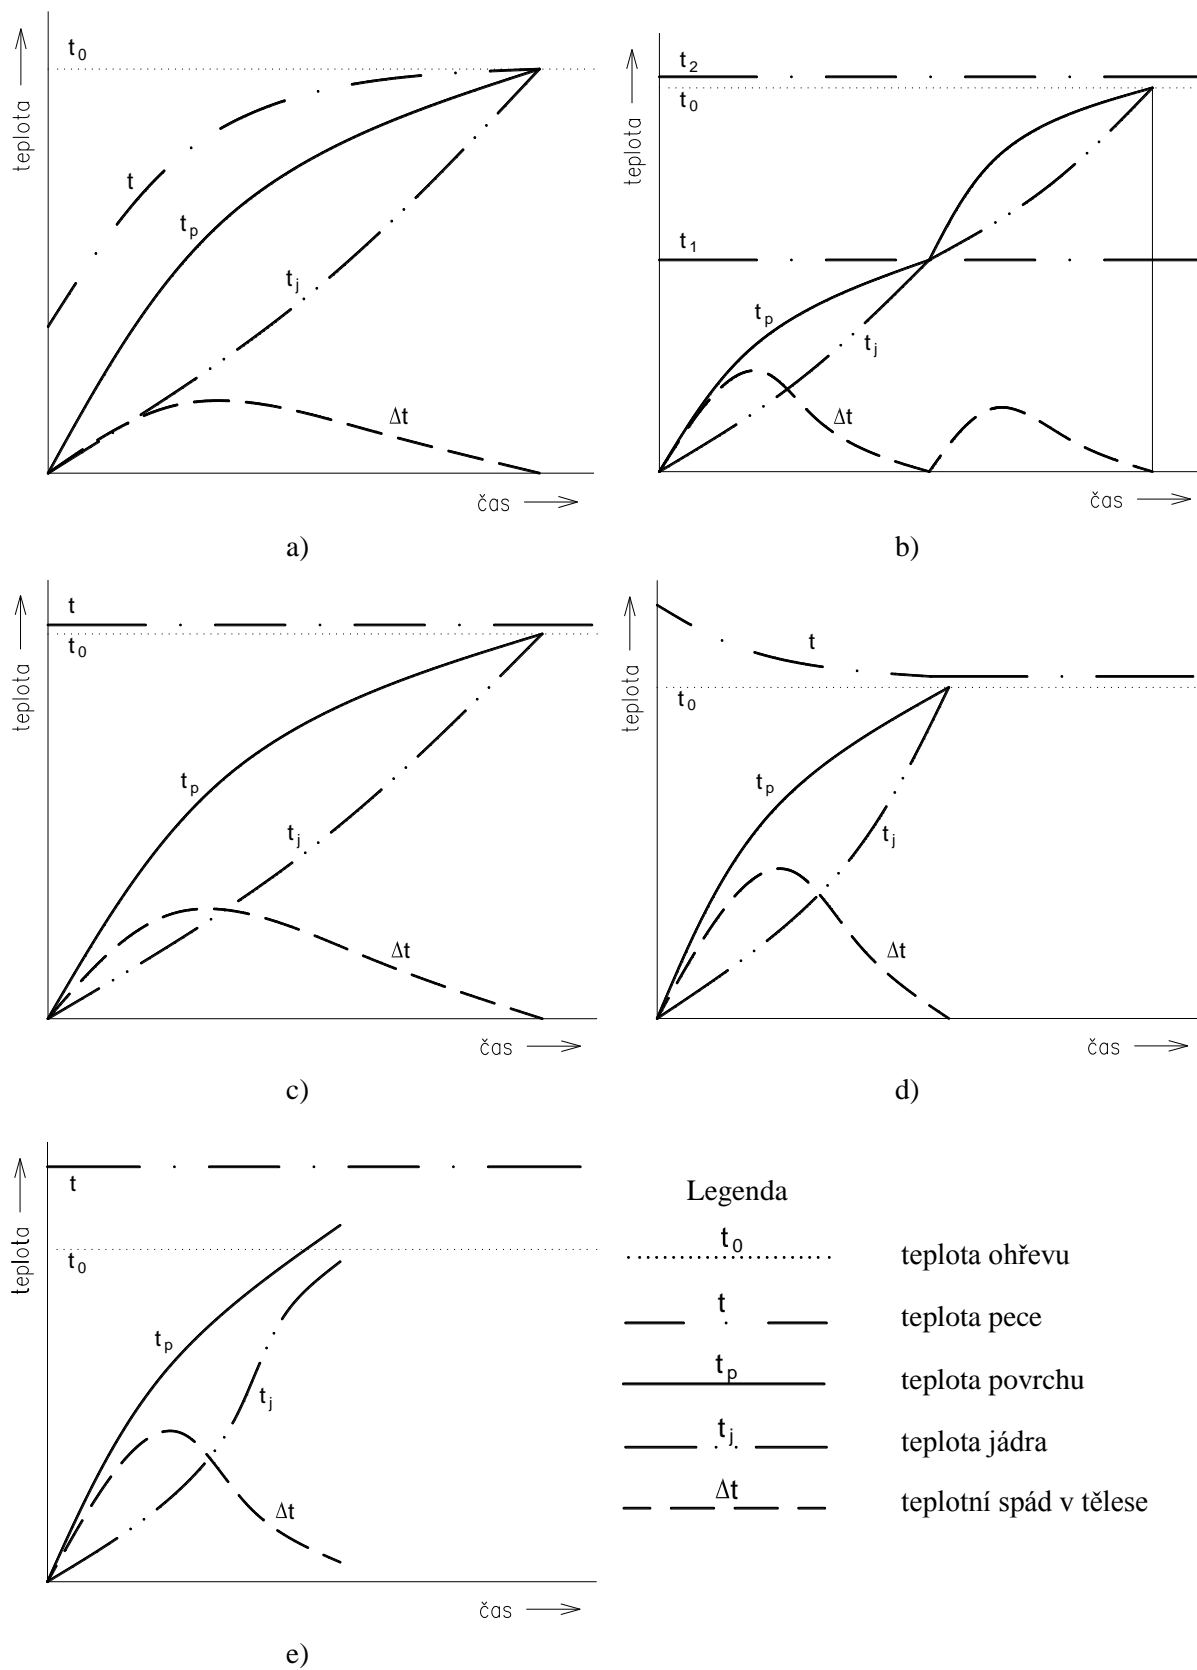 t0
teplota
t
tp
tj
Δt
čas
a)
t2
t0
teplota
t1
tp
tj
Δt
čas
b)
t
t0
teplota
tp
tj
Δt
čas
c)
teplota
t
t0
tp
tj
Δt
čas
d)
t
t0
teplota
tp
tj
Δt
čas
e)
Legenda
t0 teplota ohřevu
t teplota pece
tp teplota povrchu
tj teplota jádra
Δt teplotní spád v tělese